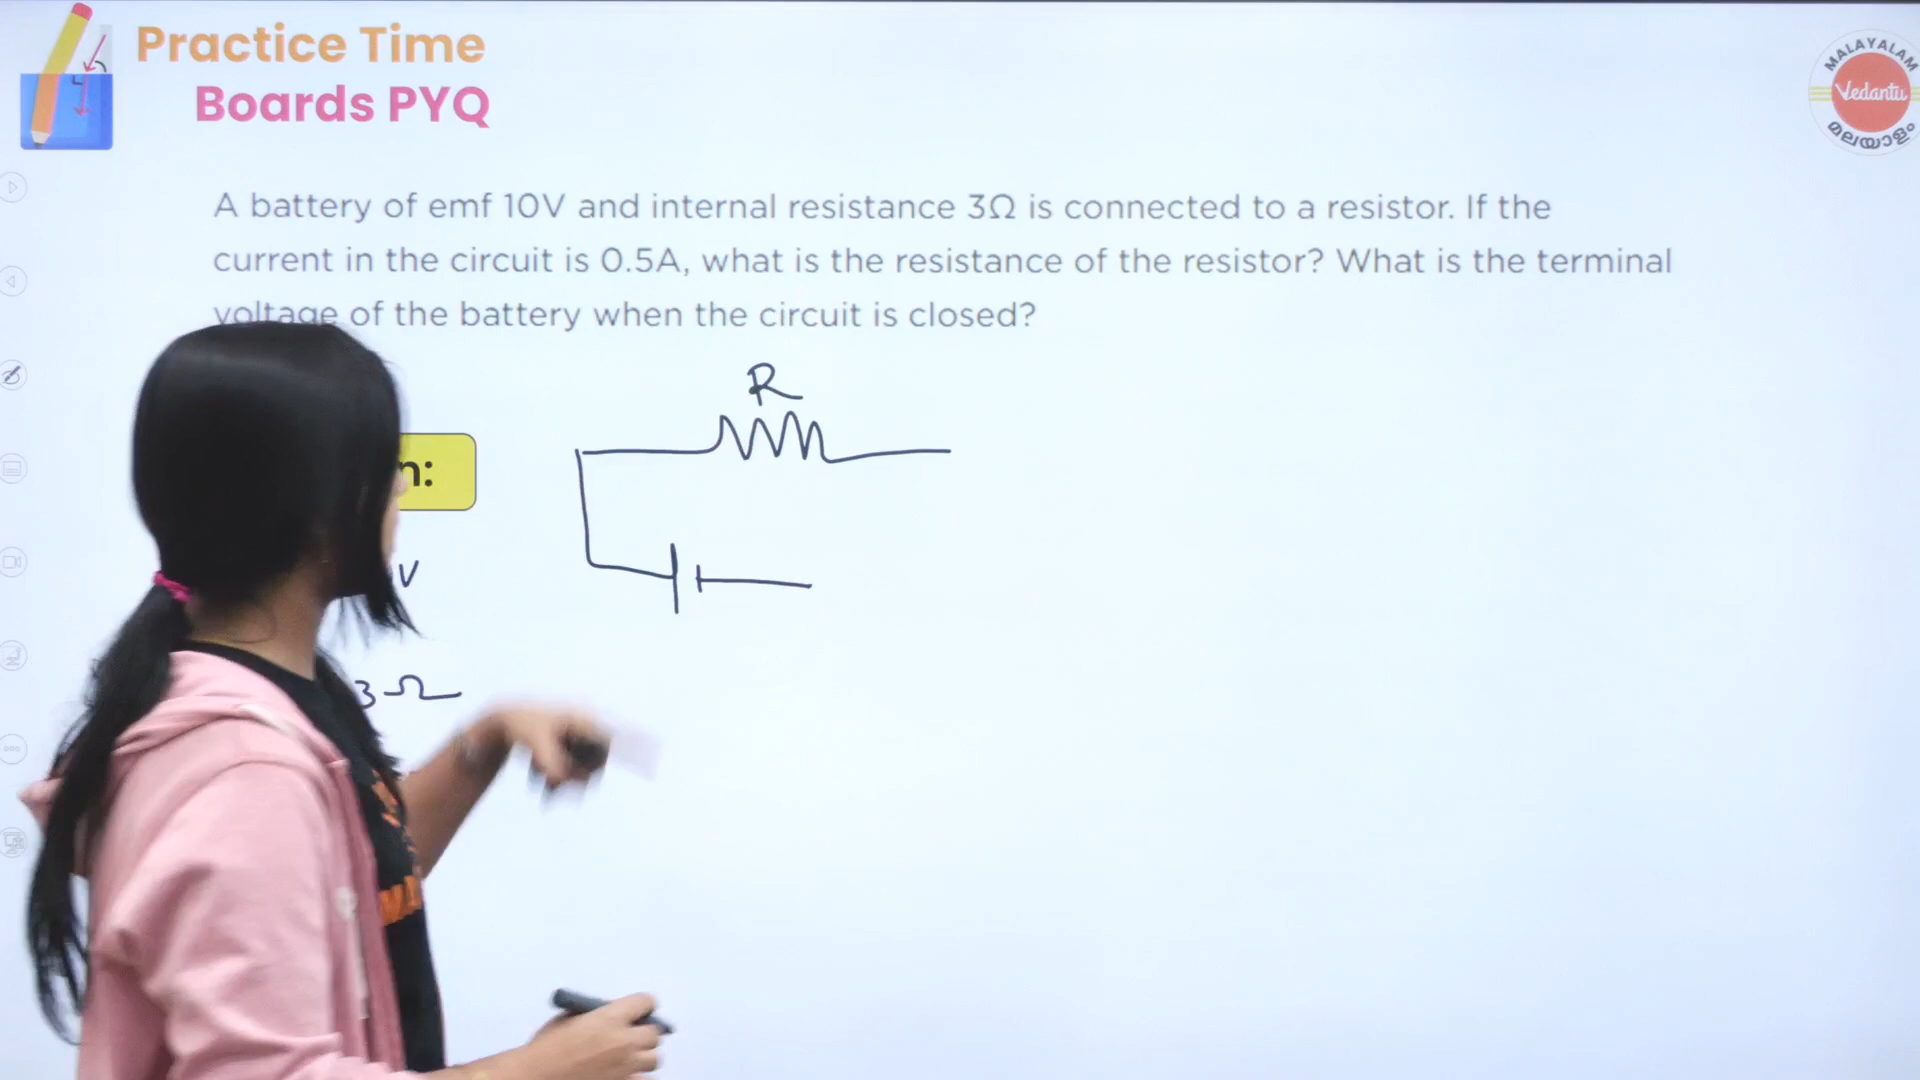 Practice Time
Boards PYQ
MALAYALAM
Vedantu
മലയാളം
A battery of emf 10V and internal resistance 3Ω is connected to a resistor. If the
current in the circuit is 0.5A, what is the resistance of the resistor? What is the terminal
voltage of the battery when the circuit is closed?
R
n:
V
3Ω